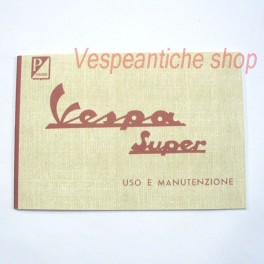 Vespeantiche shop
P
Vespa
Super
USO E MANUTENZIONE